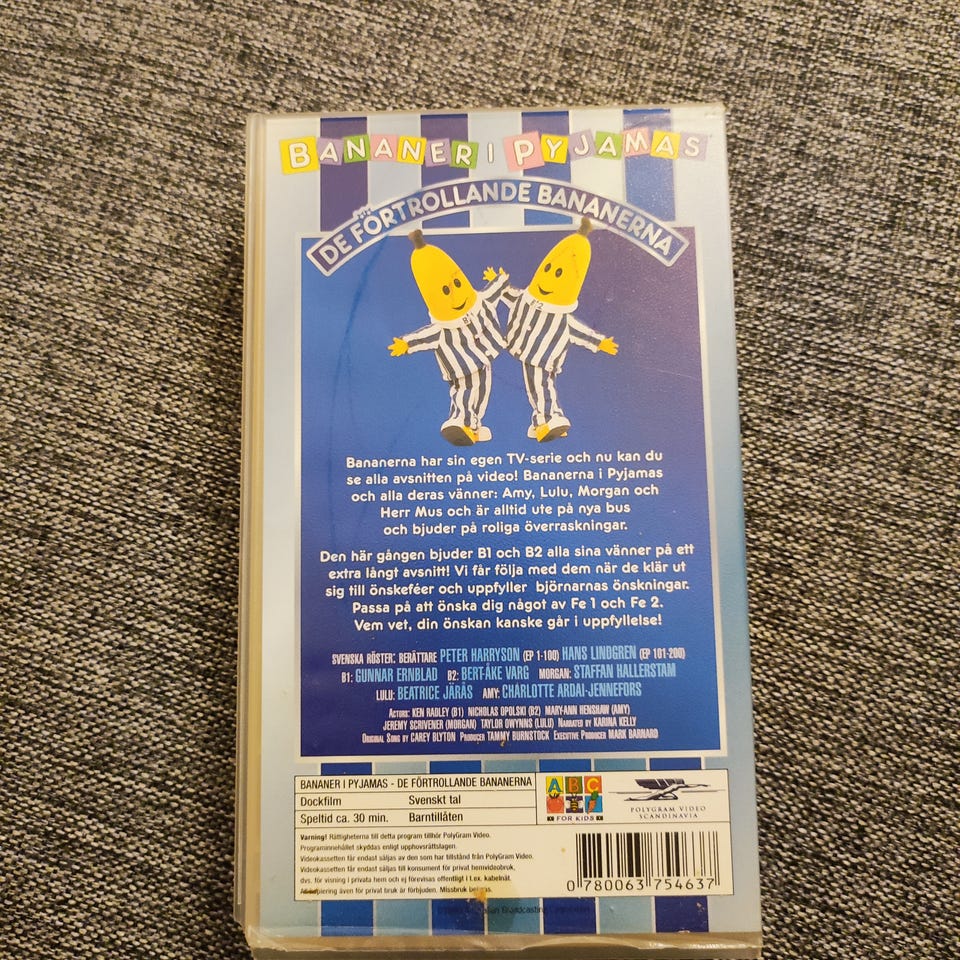 BANANER I PYJAMAS
DE FÖRTROLLANDE BANANERNA
B1
B2
Bananerna har sin egen TV-serie och nu kan du
se alla avsnitten på video! Bananerna i Pyjamas
och alla deras vänner: Amy, Lulu, Morgan och
Herr Mus och är alltid ute på nya bus
och bjuder på roliga överraskningar.
Den här gången bjuder B1 och B2 alla sina vänner på ett
extra långt avsnitt! Vi får följa med dem när de klär ut
sig till önskeféer och uppfyller björnarnas önskningar.
Passa på att önska dig något av Fe 1 och Fe 2.
Vem vet, din önskan kanske går i uppfyllelse!
SVENSKA RÖSTER: BERÄTTARE PETER HARRYSON (EP 1-100) HANS LINDGREN (EP 101-200)
B1: GUNNAR ERNBLAD B2: BERT-ÅKE VARG MORGAN: STAFFAN HALLERSTAM
LULU: BEATRICE JÄRÅS AMY: CHARLOTTE ARDAI-JENNEFORS
ACTORS: KEN RADLEY (B1) NICHOLAS OPOLSKI (B2) MARY-ANN HENSHAW (AMY)
JEREMY SCRIVENER (MORGAN) TAYLOR OWYNNS (LULU) NARRATED BY KARINA KELLY
ORIGINAL SONG BY CAREY BLYTON PRODUCER TAMMY BURNSTOCK EXECUTIVE PRODUCER MARK BARNARD
BANANER I PYJAMAS - DE FÖRTROLLANDE BANANERNA
Dockfilm Svenskt tal
Speltid ca. 30 min. Barntillåten
ABC
FOR KIDS
POLYGRAM VIDEO
SCANDINAVIA
Varning! Rättigheterna till detta program tillhör PolyGram Video.
Programinnehållet skyddas enligt upphovsrättslagen.
Videokassetten får endast säljas av den som har tillstånd från PolyGram Video.
Videokassetten får endast säljas till konsument för privat hemvideobruk,
dvs. för visning i privata hem och ej förevisas offentligt i t.ex. kabelnät.
även för privat bruk är förbjuden. Missbruk
0 780063 754637
Broadcasting Corporation